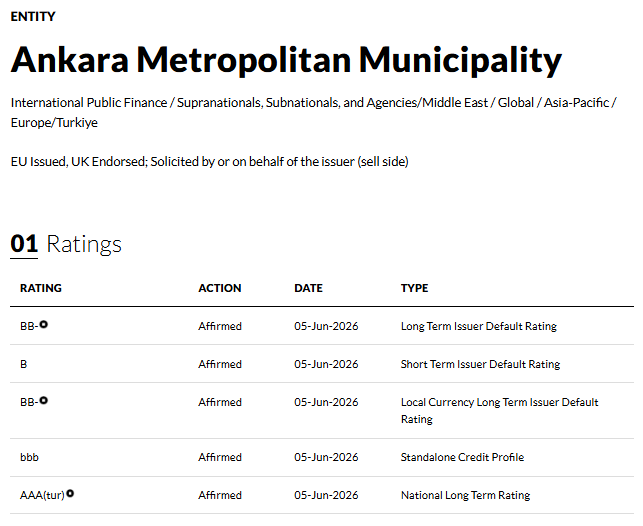 ENTITY
Ankara Metropolitan Municipality
International Public Finance / Supranationals, Subnationals, and Agencies/Middle East / Global / Asia-Pacific /
Europe/Turkiye
EU Issued, UK Endorsed; Solicited by or on behalf of the issuer (sell side)
01 Ratings
RATING ACTION DATE TYPE
BB- Affirmed 05-Jun-2026 Long Term Issuer Default Rating
B Affirmed 05-Jun-2026 Short Term Issuer Default Rating
BB- Affirmed 05-Jun-2026 Local Currency Long Term Issuer Default
Rating
bbb Affirmed 05-Jun-2026 Standalone Credit Profile
AAA(tur) Affirmed 05-Jun-2026 National Long Term Rating